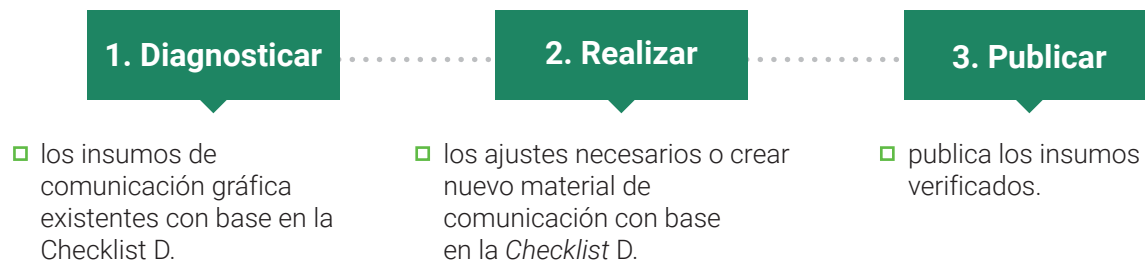 1. Diagnosticar
los insumos de
comunicación gráfica
existentes con base en la
Checklist D.
2. Realizar
los ajustes necesarios o crear
nuevo material de
comunicación con base
en la Checklist D.
3. Publicar
publica los insumos
verificados.